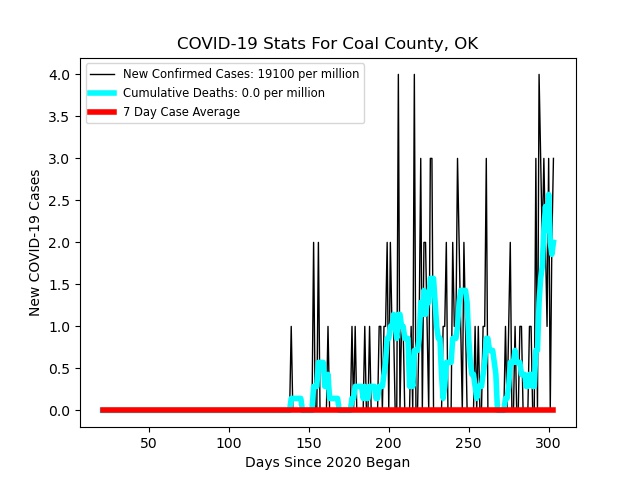 COVID-19 Stats For Coal County, OK
New Confirmed Cases: 19100 per million
Cumulative Deaths: 0.0 per million
7 Day Case Average
New COVID-19 Cases
4.0
3.5
3.0
2.5
2.0
1.5
1.0
0.5
0.0
50 100 150 200 250 300
Days Since 2020 Began